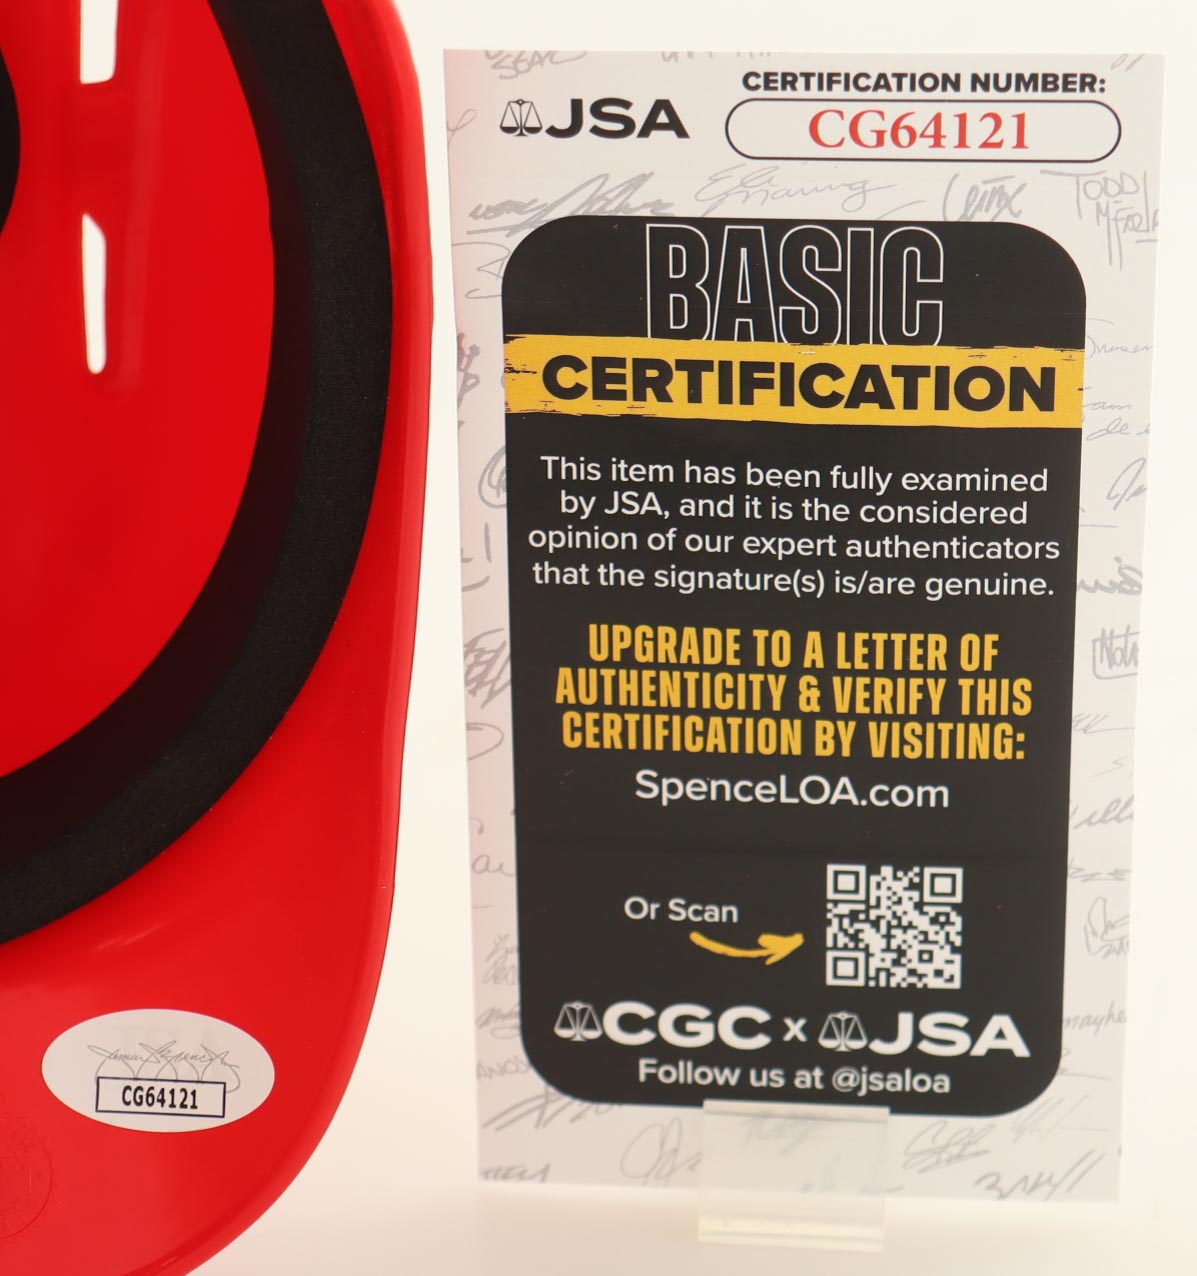 JSA
CERTIFICATION NUMBER:
CG64121
BASIC
CERTIFICATION
This item has been fully examined
by JSA, and it is the considered
opinion of our expert authenticators
that the signature(s) is/are genuine.
UPGRADE TO A LETTER OF
AUTHENTICITY & VERIFY THIS
CERTIFICATION BY VISITING:
SpenceLOA.com
Or Scan
CGC x JSA
Follow us at @jsaloa
CG64121